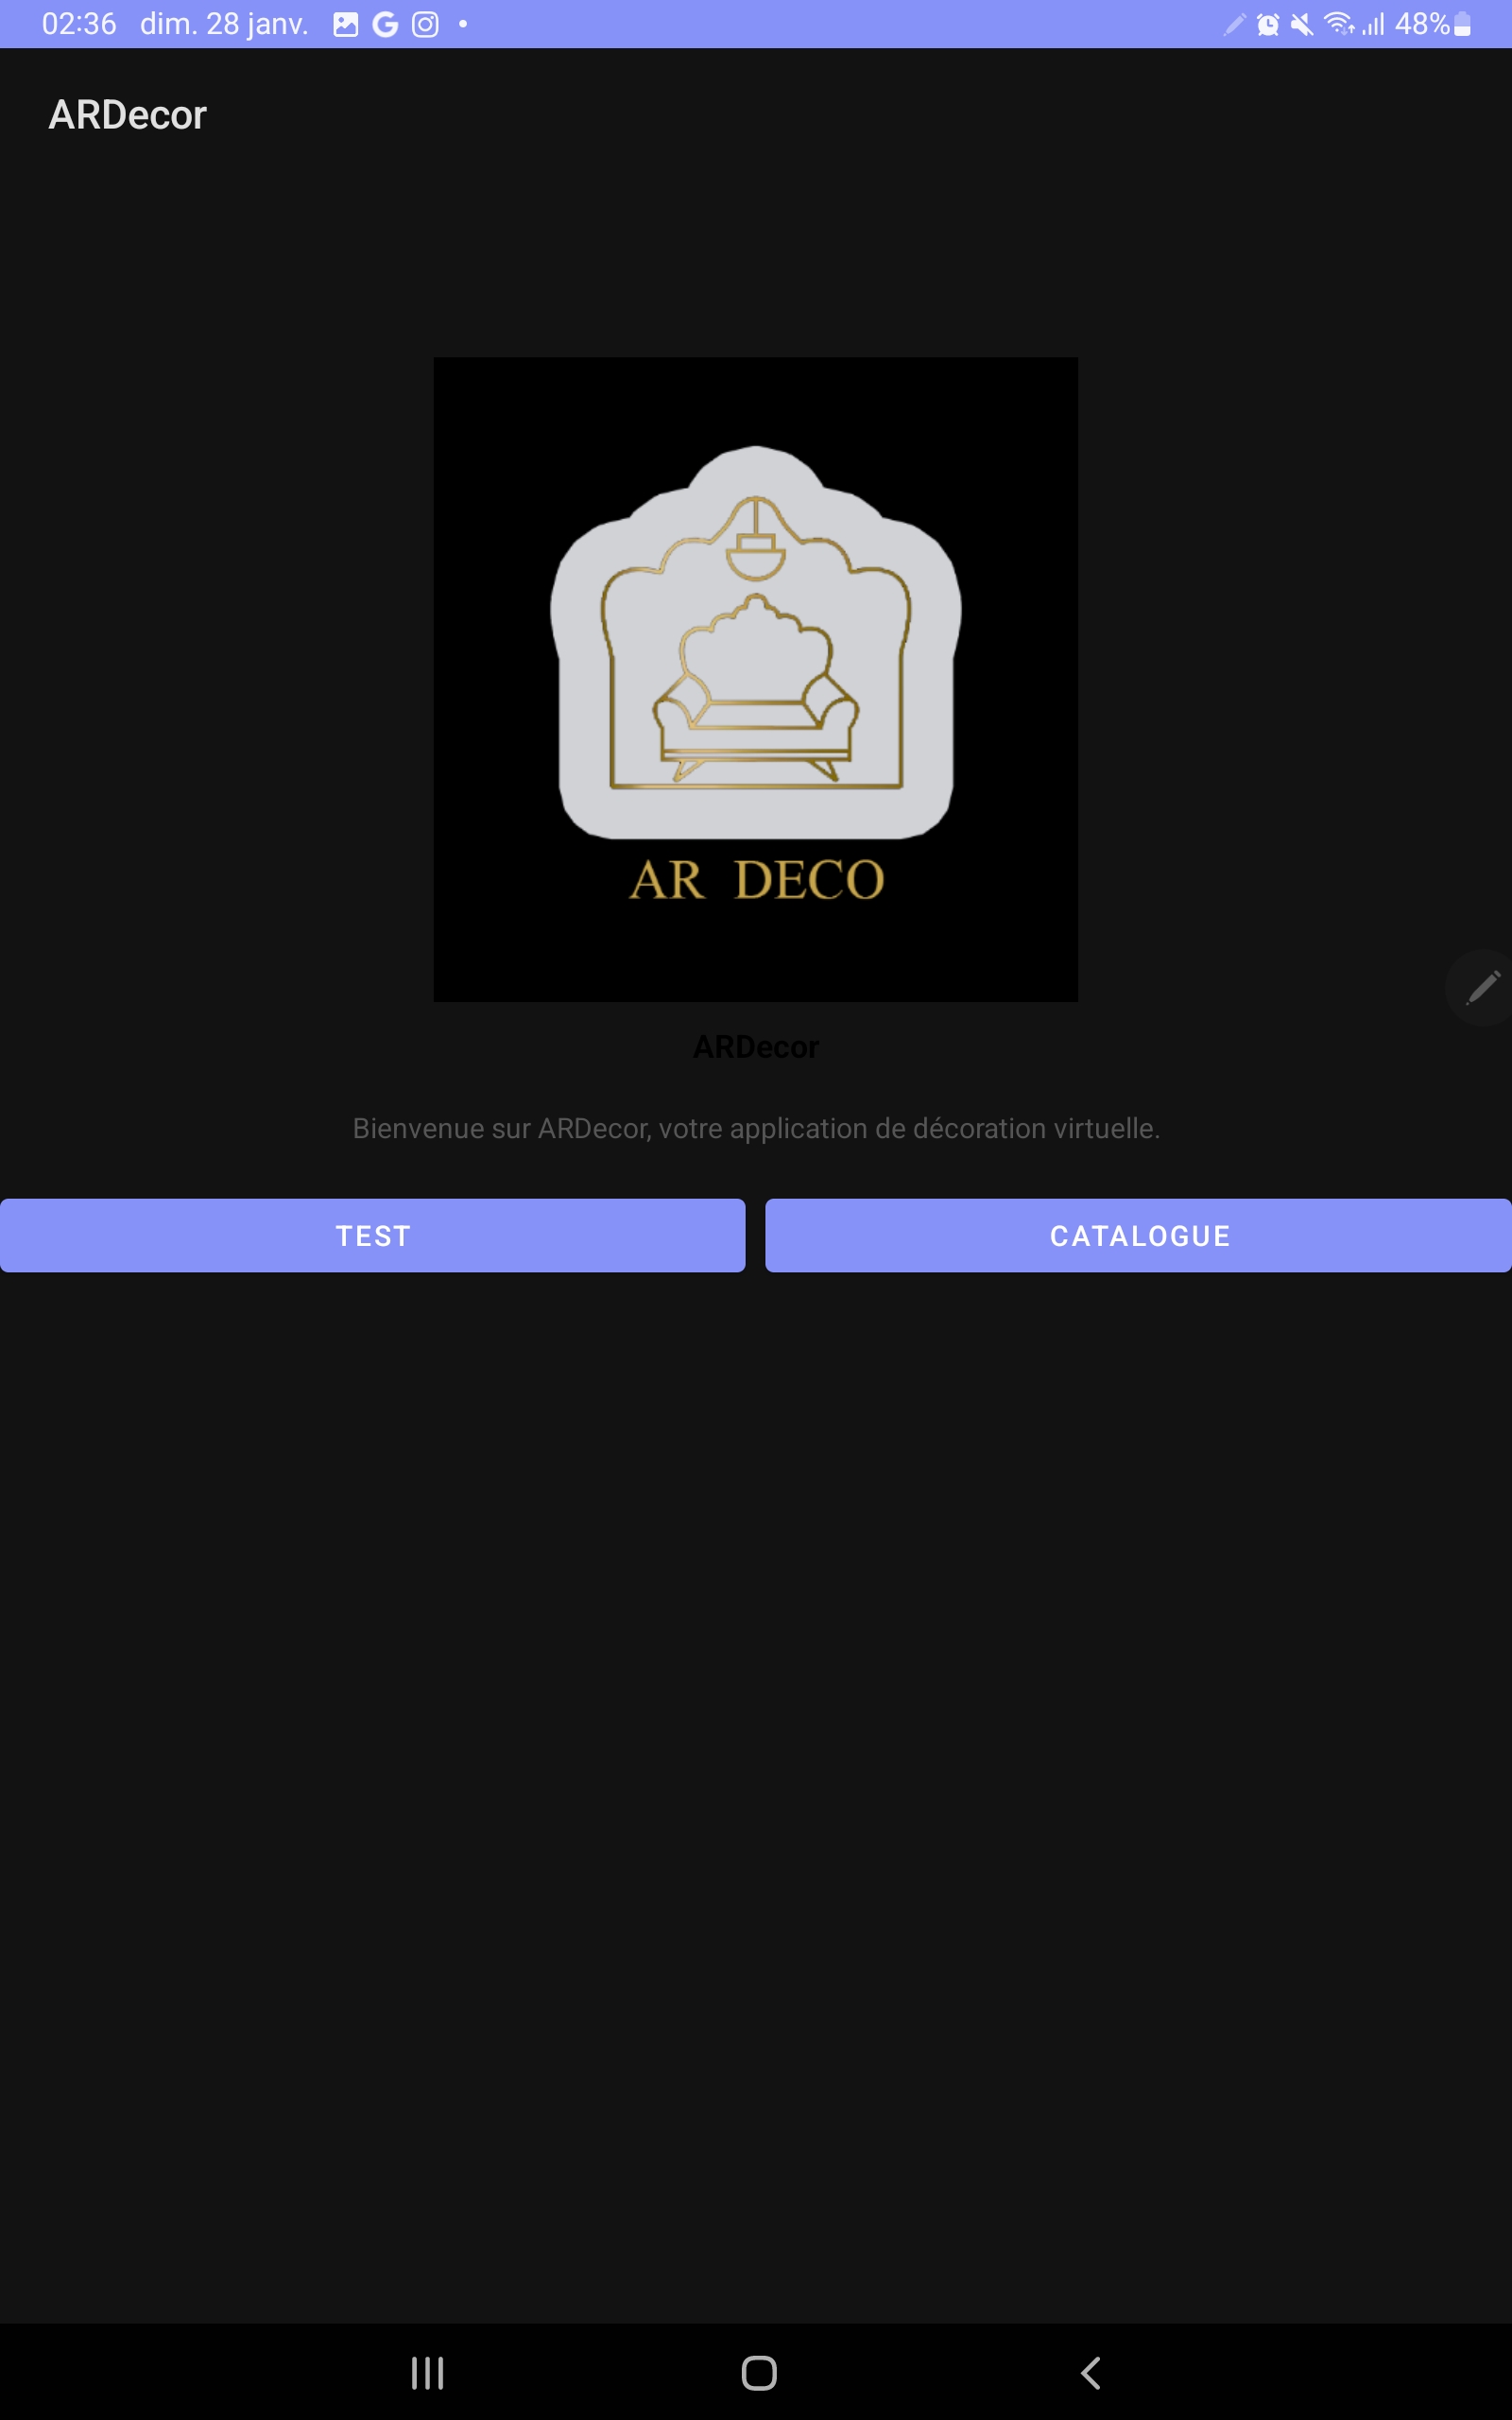 02:36 dim. 28 janv. 48%
ARDecor
AR DECO
ARDecor
Bienvenue sur ARDecor, votre application de décoration virtuelle.
TEST CATALOGUE